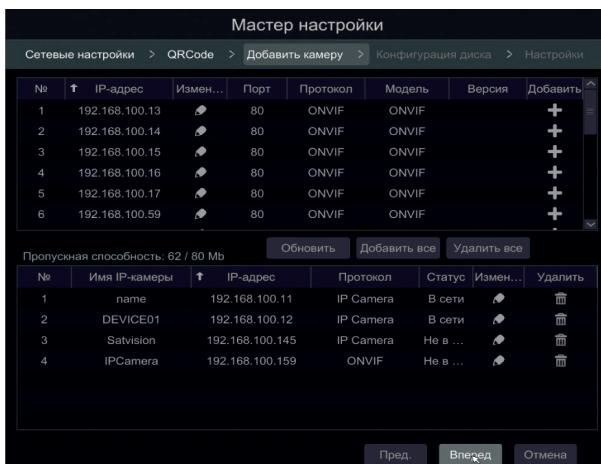 Мастер настройки
Сетевые настройки > QRCode > Добавить камеру > Конфигурация диска > Настройки
№ IP-адрес Измен... Порт Протокол Модель Версия Добавить
1 192.168.100.13 80 ONVIF ONVIF
2 192.168.100.14 80 ONVIF ONVIF
3 192.168.100.15 80 ONVIF ONVIF
4 192.168.100.16 80 ONVIF ONVIF
5 192.168.100.17 80 ONVIF ONVIF
6 192.168.100.59 80 ONVIF ONVIF
Пропускная способность: 62 / 80 Mb Обновить Добавить все Удалить все
№ Имя IP-камеры IP-адрес Протокол Статус Измен... Удалить
1 name 192.168.100.11 IP Camera В сети
2 DEVICE01 192.168.100.12 IP Camera В сети
3 Satvision 192.168.100.145 IP Camera Не в ...
4 IPCamera 192.168.100.159 ONVIF Не в ...
Пред. Вперед Отмена